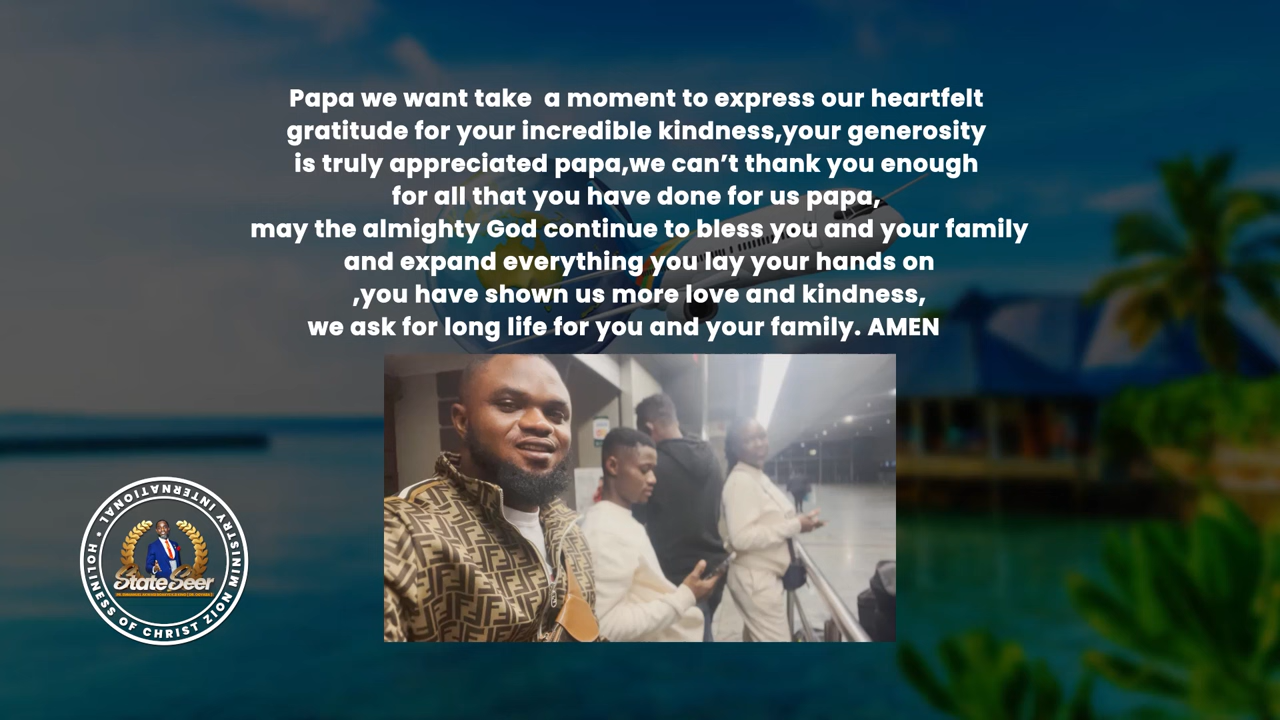 Papa we want take  a moment to express our heartfelt
gratitude for your incredible kindness,your generosity
is truly appreciated papa,we can’t thank you enough
for all that you have done for us papa,
may the almighty God continue to bless you and your family
and expand everything you lay your hands on
,you have shown us more love and kindness,
we ask for long life for you and your family. AMEN
HOLINESS OF CHRIST ZION MINISTRY INTERNATIONAL
StateSeer